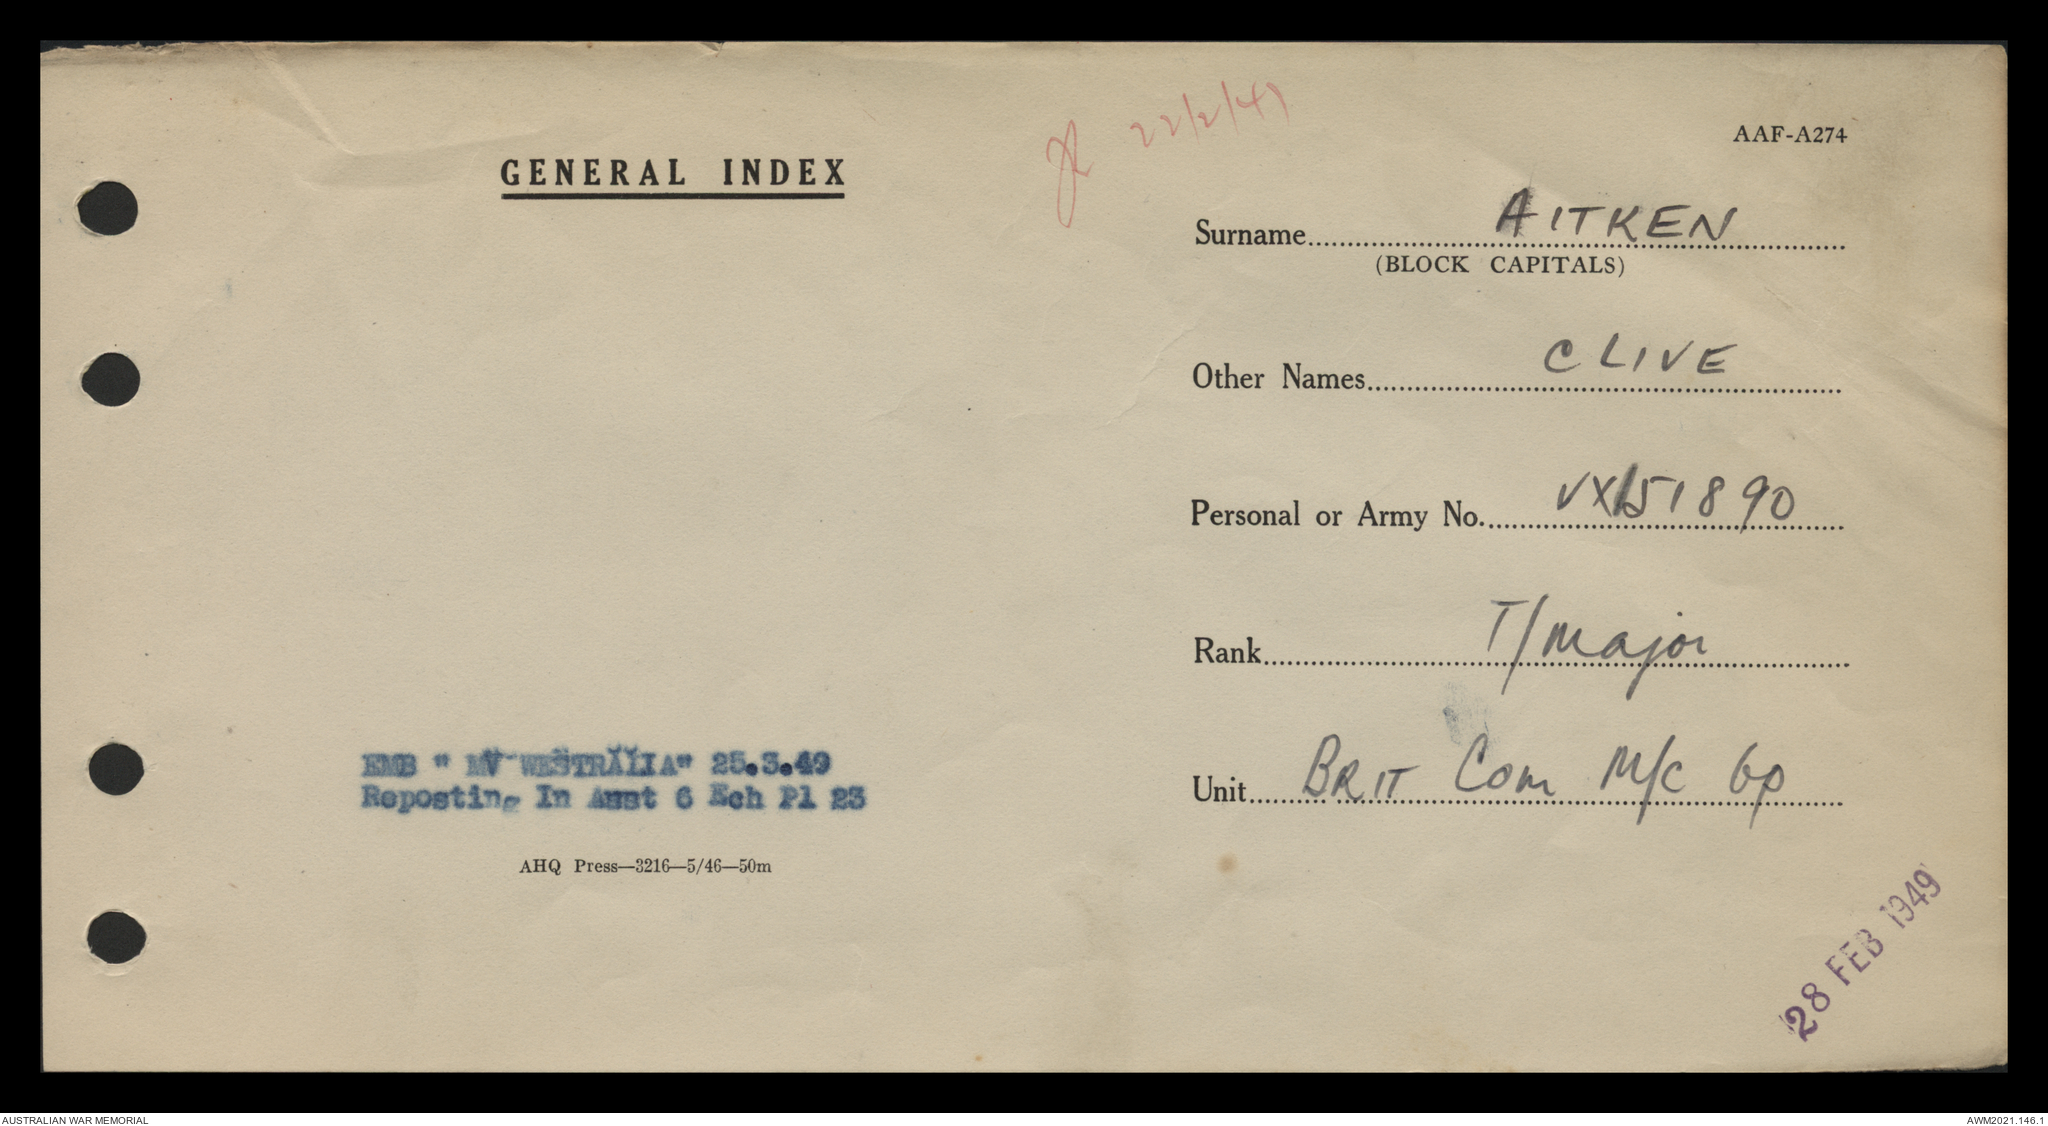 22/2/49
AAF-A274
GENERAL INDEX
Surname AITKEN
(BLOCK CAPITALS)
Other Names CLIVE
Personal or Army No. VX151890
Rank T/Major
Unit BRIT Com M/C Gp
EMB " MV WESTRALIA" 25.3.49
Reposting In Aust 6 Ech Pl 23
AHQ Press—3216—5/46—50m
28 FEB 1949
AUSTRALIAN WAR MEMORIAL
AWM2021.146.1